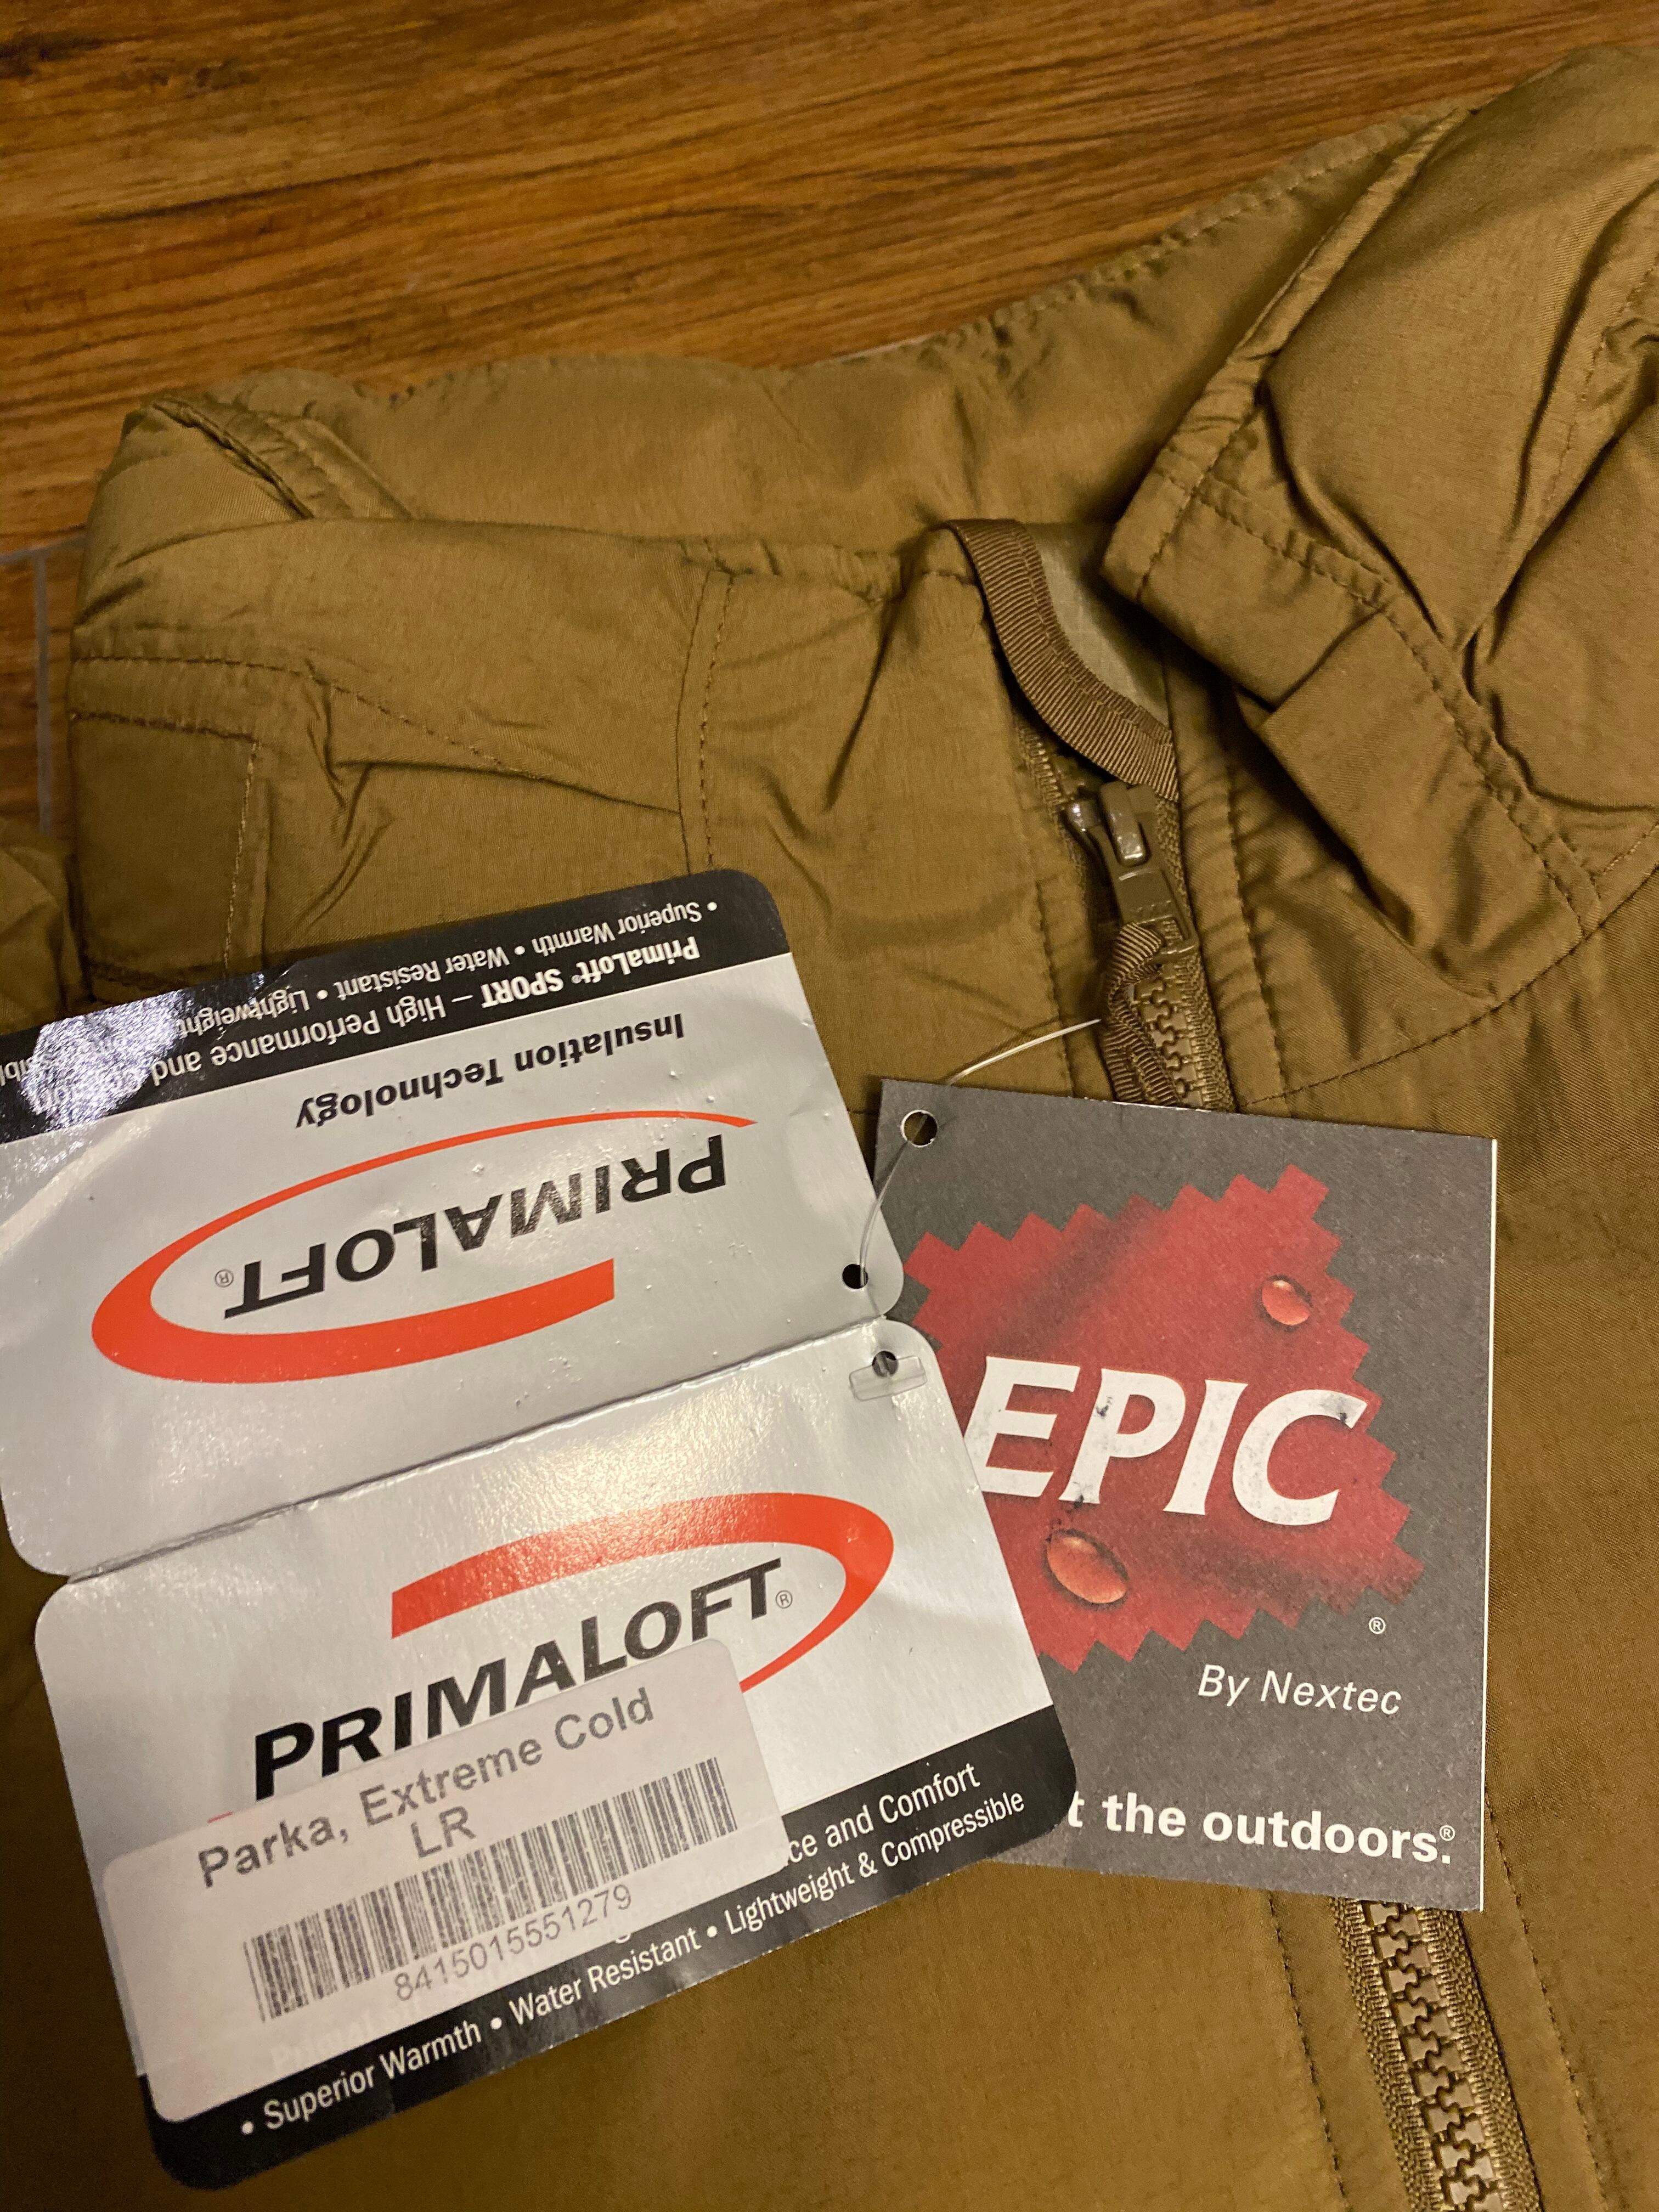 • Superior Warmth • Water Resistant • Lightweight
PrimaLoft® SPORT – High Performance and
Insulation Technology
PRIMALOFT®
EPIC
®
By Nextec
t the outdoors.®
PRIMALOFT®
Parka, Extreme Cold
LR
8415015551279
ce and Comfort
• Superior Warmth • Water Resistant • Lightweight & Compressible